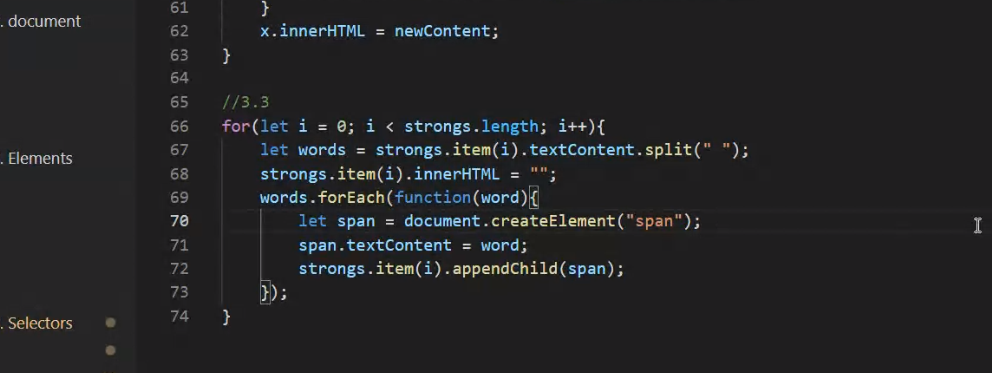 . document
. Elements
. Selectors
61 }
62 x.innerHTML = newContent;
63 }
64
65 //3.3
66 for(let i = 0; i < strongs.length; i++){
67 let words = strongs.item(i).textContent.split(" ");
68 strongs.item(i).innerHTML = "";
69 words.forEach(function(word){
70 let span = document.createElement("span");
71 span.textContent = word;
72 strongs.item(i).appendChild(span);
73 });
74 }